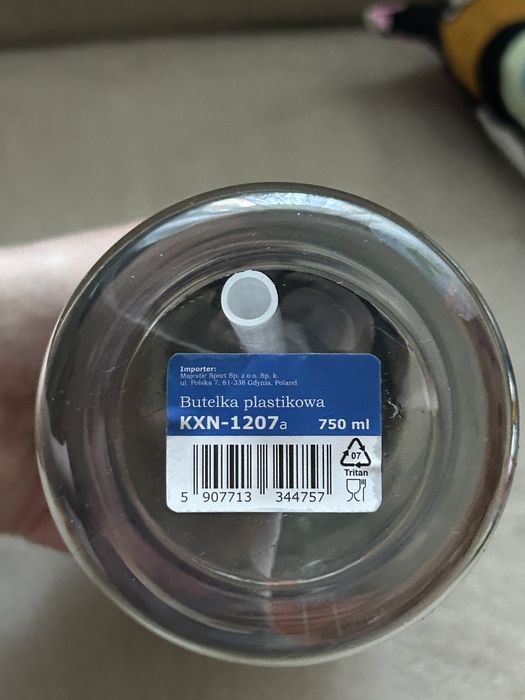 Importer:
Majestic Sport Sp. z o.o. Sp. k.
ul. Polska 7, 81-336 Gdynia, Poland
Butelka plastikowa
KXN-1207a 750 ml
07
Tritan
5 907713 344757